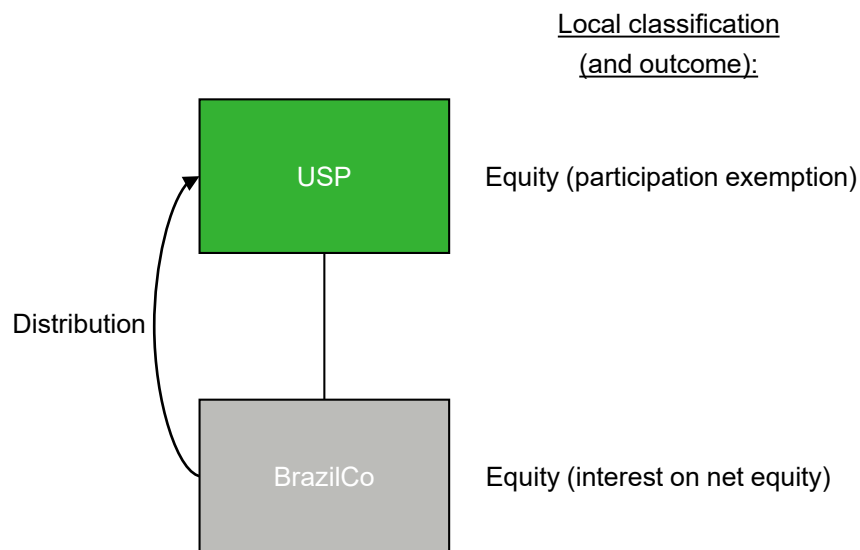 Local classification
(and outcome):
USP
Equity (participation exemption)
Distribution
BrazilCo
Equity (interest on net equity)